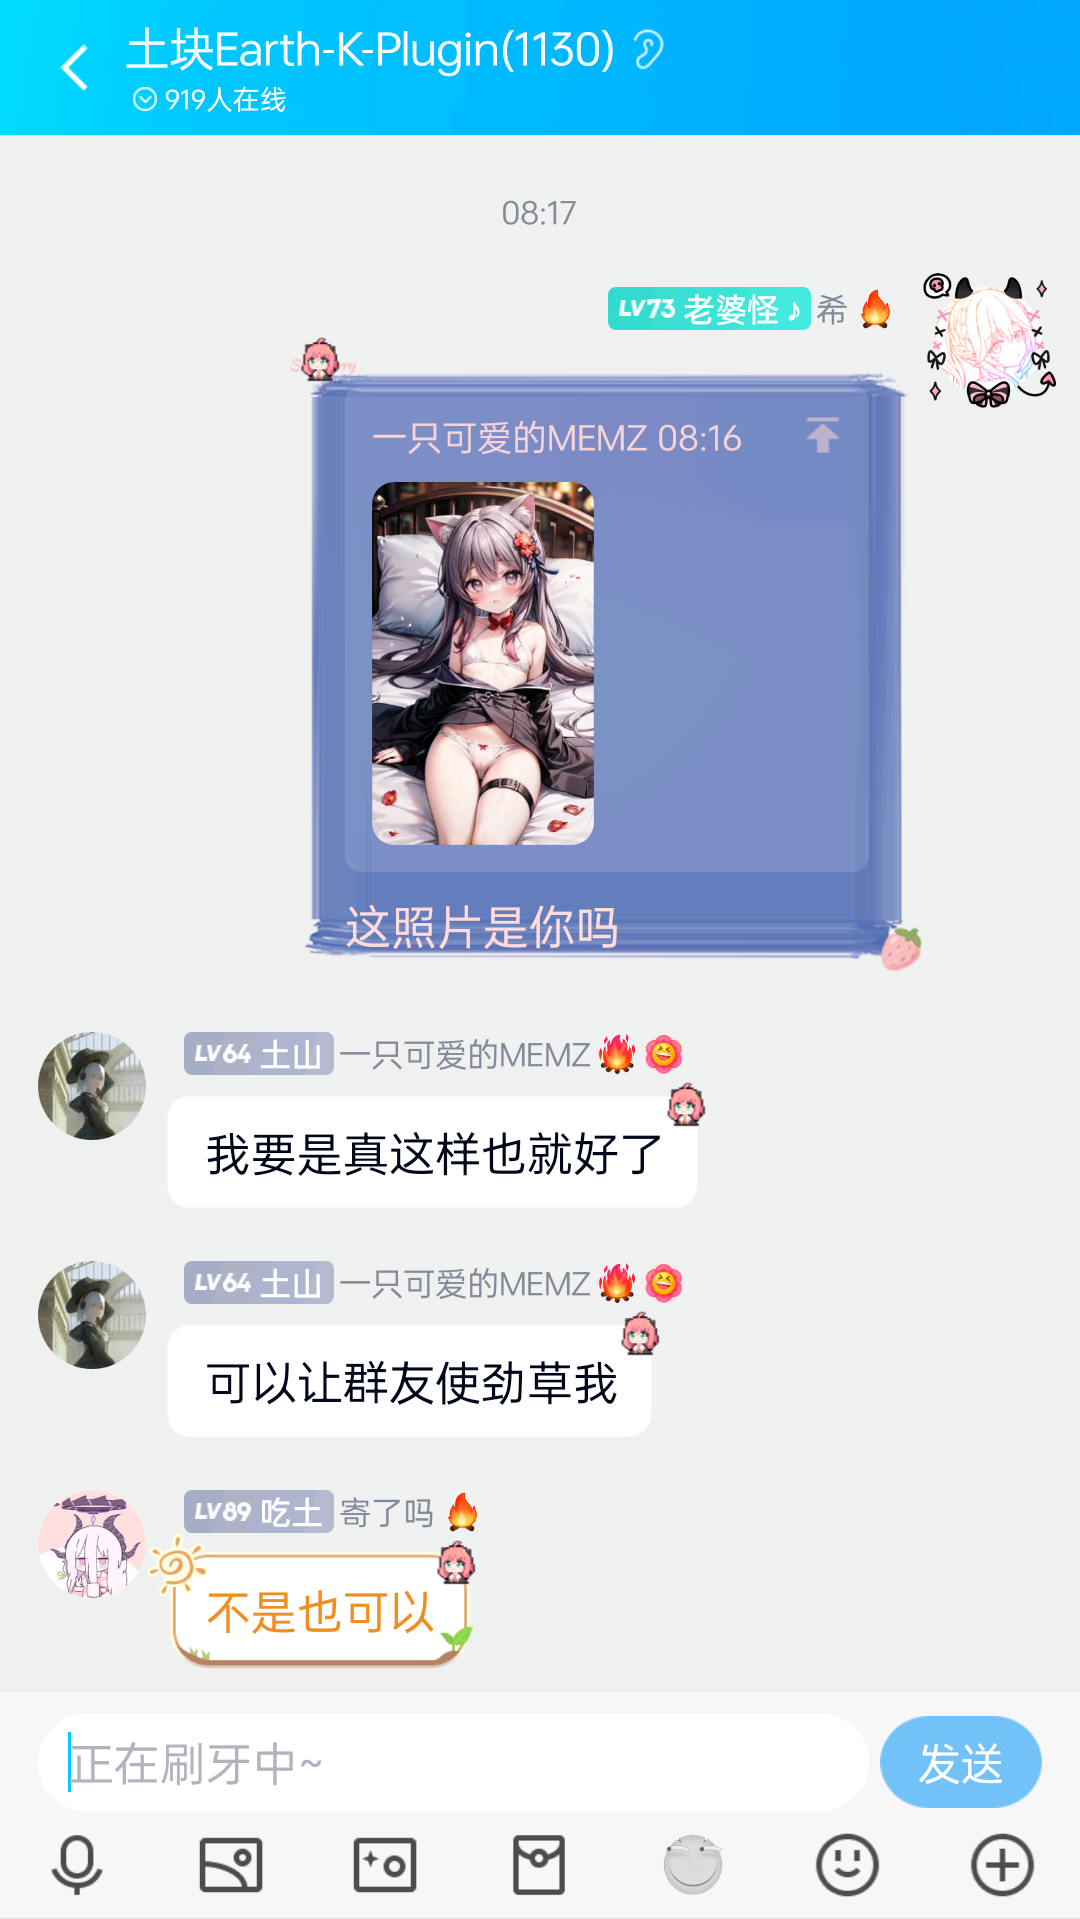 土块Earth-K-Plugin(1130)
919人在线
08:17
LV73 老婆怪♪ 希
一只可爱的MEMZ 08:16
这照片是你吗
LV64 土山 一只可爱的MEMZ
我要是真这样也就好了
LV64 土山 一只可爱的MEMZ
可以让群友使劲草我
LV89 吃土 寄了吗
不是也可以
正在刷牙中~
发送